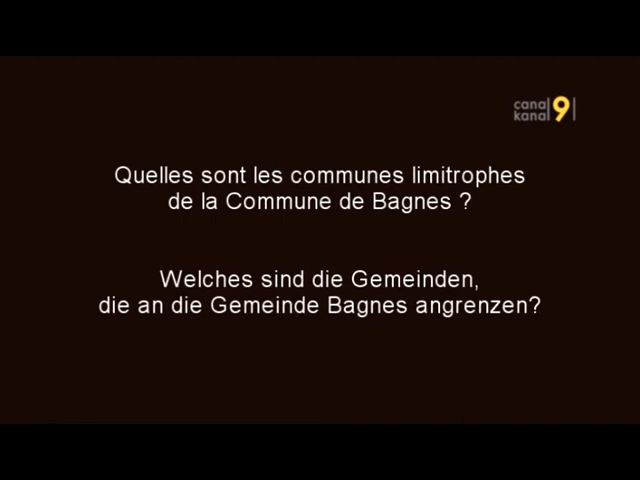 canal 9
kanal
Quelles sont les communes limitrophes
de la Commune de Bagnes ?
Welches sind die Gemeinden,
die an die Gemeinde Bagnes angrenzen?